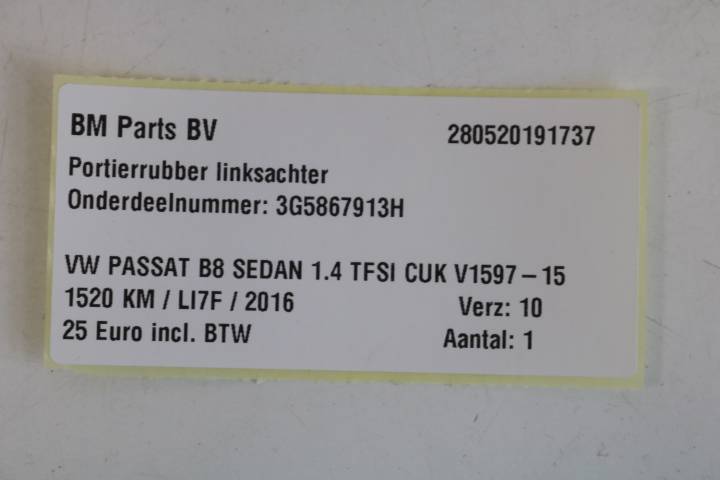 BM Parts BV 280520191737
Portierrubber linksachter
Onderdeelnummer: 3G5867913H
VW PASSAT B8 SEDAN 1.4 TFSI CUK V1597-15
1520 KM / LI7F / 2016 Verz: 10
25 Euro incl. BTW Aantal: 1